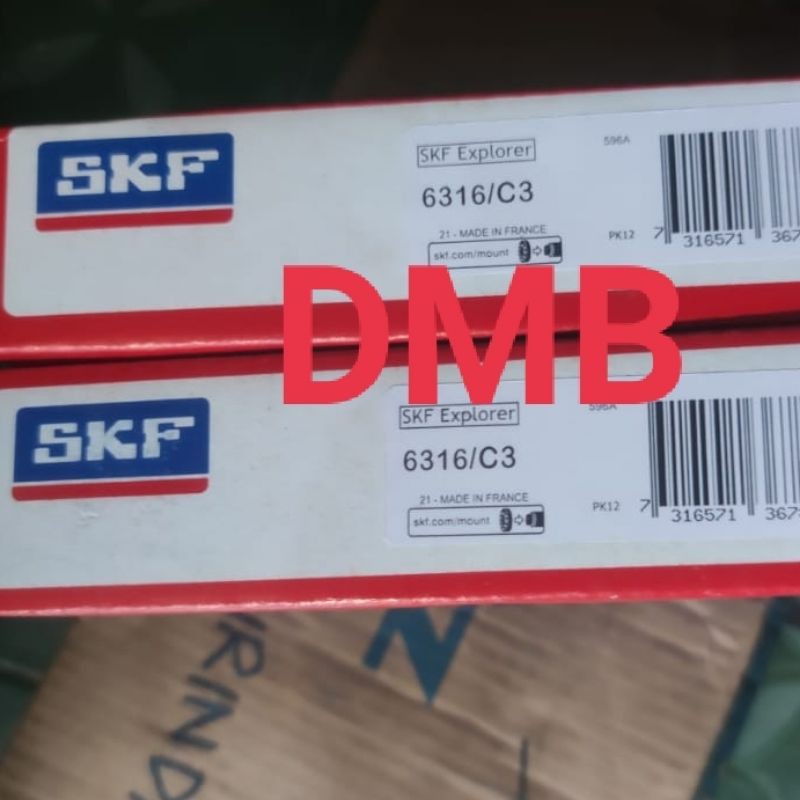 SKF
SKF Explorer
6316/C3
21 - MADE IN FRANCE
skf.com/mount
596A
PK12
7 316571 367
DMB
SKF
SKF Explorer
6316/C3
21 - MADE IN FRANCE
skf.com/mount
596A
PK12
7 316571 367
RIND
N